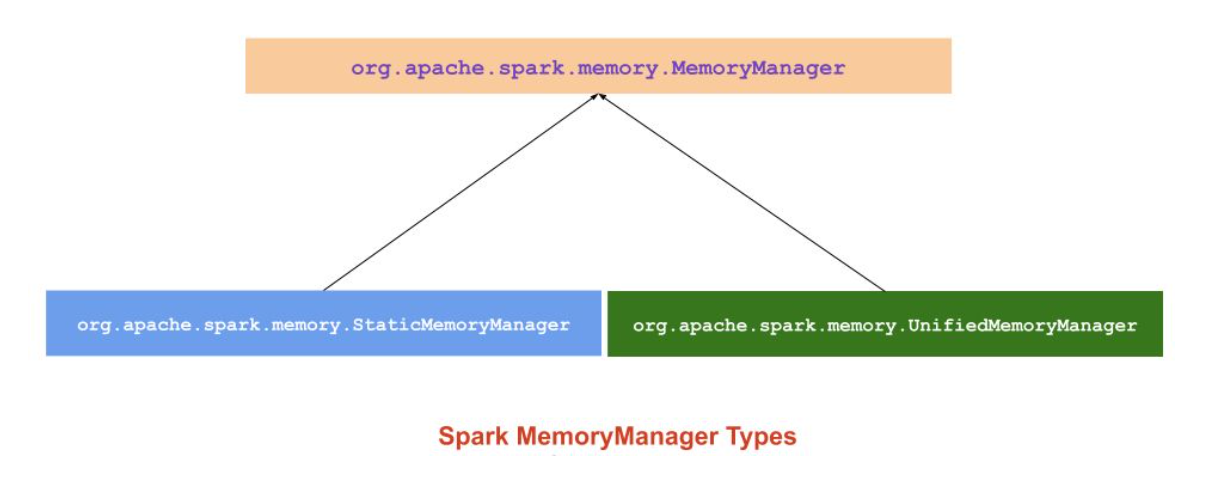 org.apache.spark.memory.MemoryManager
org.apache.spark.memory.StaticMemoryManager
org.apache.spark.memory.UnifiedMemoryManager
Spark MemoryManager Types